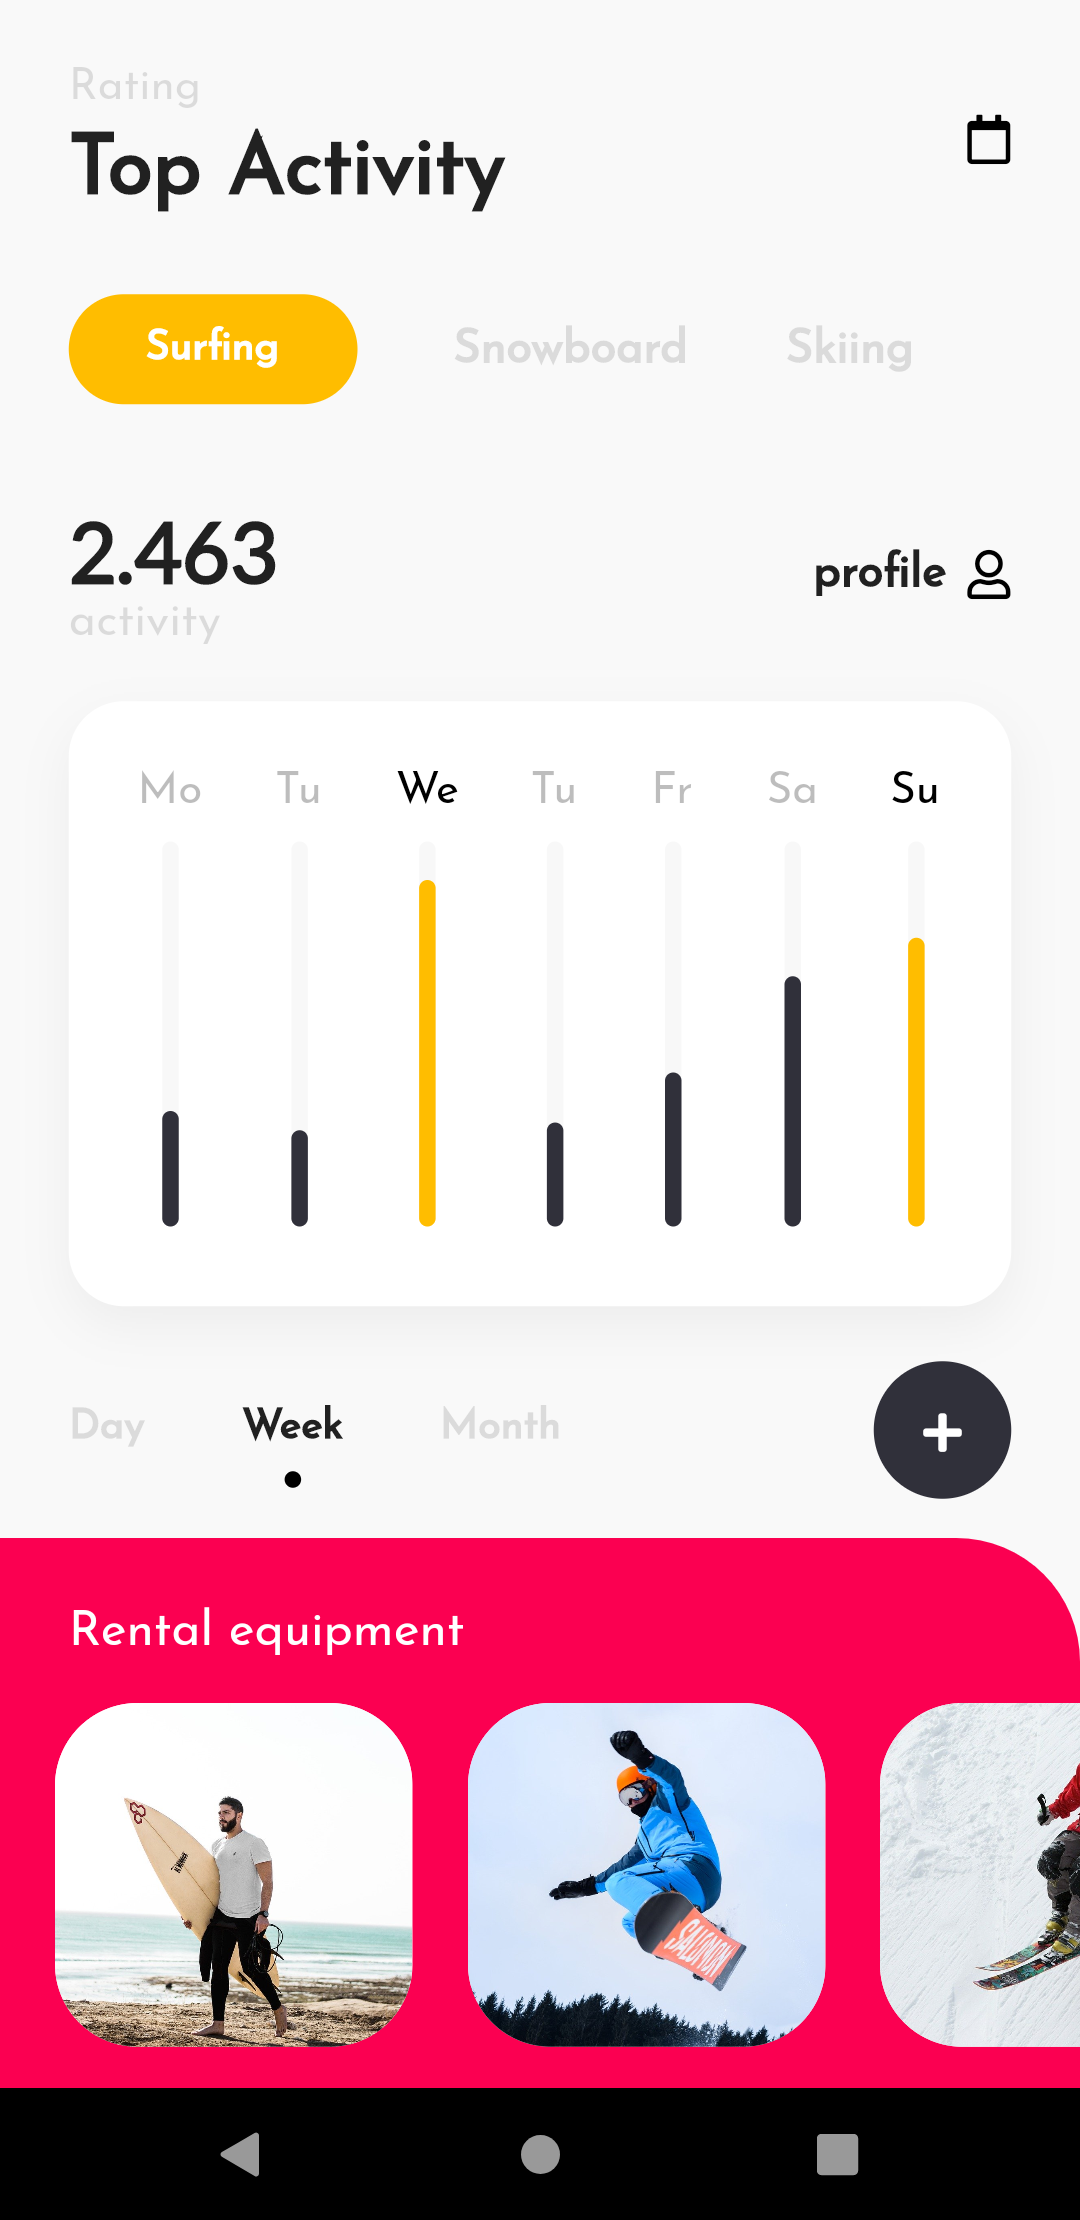 Rating
Top Activity
Surfing Snowboard Skiing
2.463
activity
profile
Mo Tu We Tu Fr Sa Su
Day Week Month
Rental equipment
SALOMON